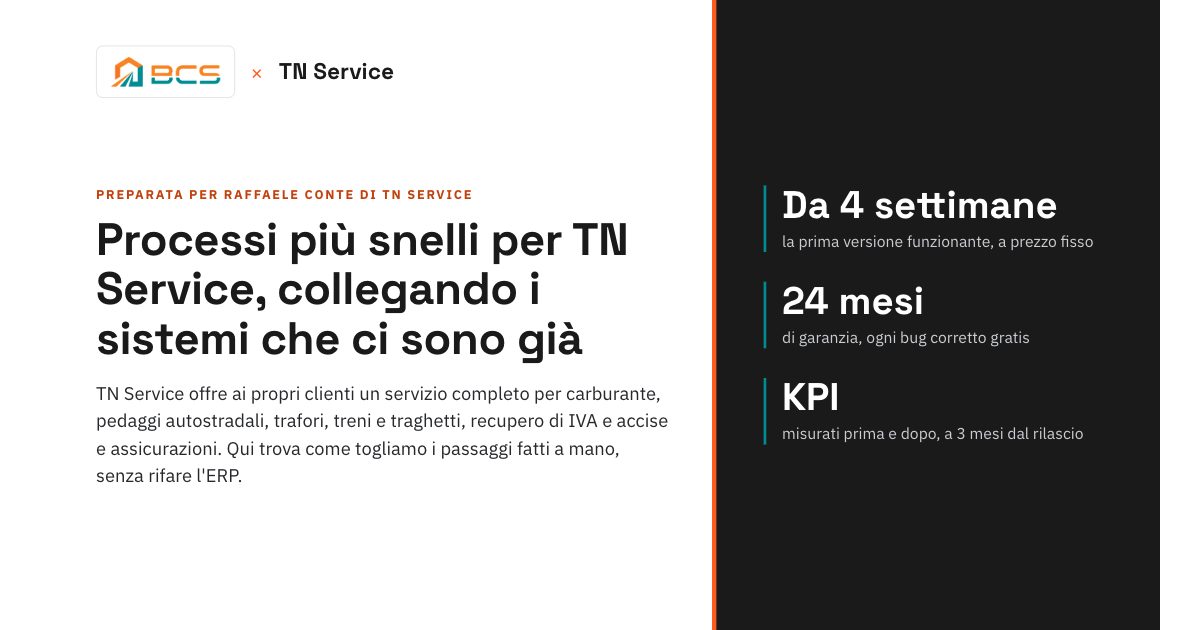 BCS × TN Service
PREPARATA PER RAFFAELE CONTE DI TN SERVICE
Processi più snelli per TN
Service, collegando i
sistemi che ci sono già
TN Service offre ai propri clienti un servizio completo per carburante,
pedaggi autostradali, trafori, treni e traghetti, recupero di IVA e accise
e assicurazioni. Qui trova come togliamo i passaggi fatti a mano,
senza rifare l'ERP.
Da 4 settimane
la prima versione funzionante, a prezzo fisso
24 mesi
di garanzia, ogni bug corretto gratis
KPI
misurati prima e dopo, a 3 mesi dal rilascio